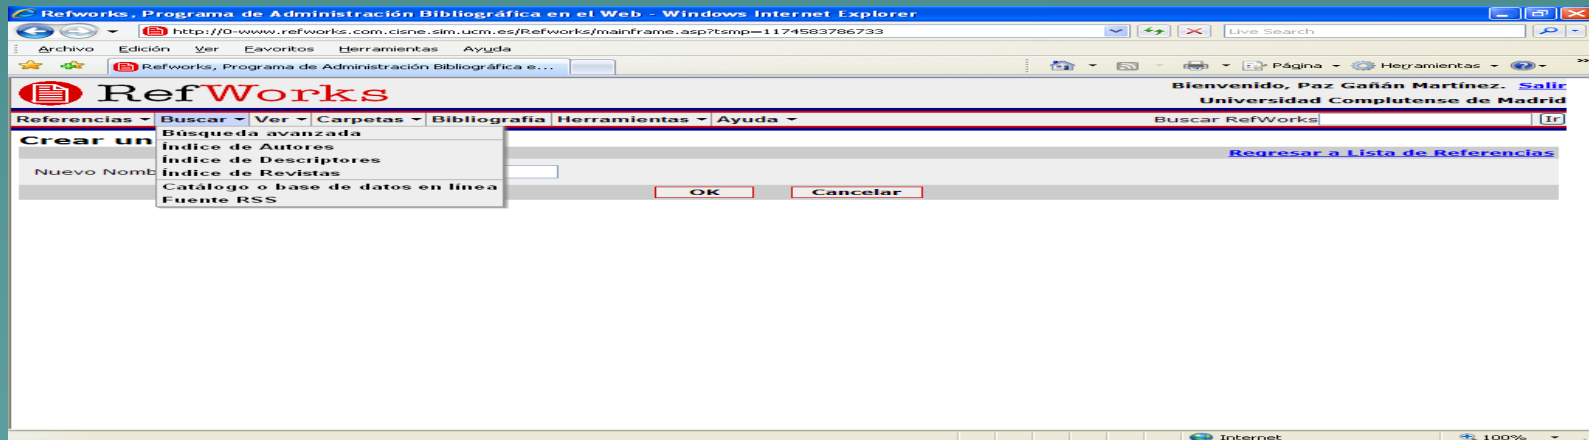 Refworks, Programa de Administración Bibliográfica en el Web - Windows Internet Explorer
http://0-www.refworks.com.cisne.sim.ucm.es/Refworks/mainframe.asp?tsmp=1174583786733
Live Search
Archivo Edición Ver Favoritos Herramientas Ayuda
Refworks, Programa de Administración Bibliográfica e...
Página Herramientas
RefWorks
Bienvenido, Paz Gañán Martínez. Salir
Universidad Complutense de Madrid
Referencias Buscar Ver Carpetas Bibliografía Herramientas Ayuda
Buscar RefWorks Ir
Crear un
Búsqueda avanzada
Índice de Autores
Índice de Descriptores
Índice de Revistas
Catálogo o base de datos en línea
Fuente RSS
Regresar a Lista de Referencias
Nuevo Nomb
OK Cancelar
Internet 100%